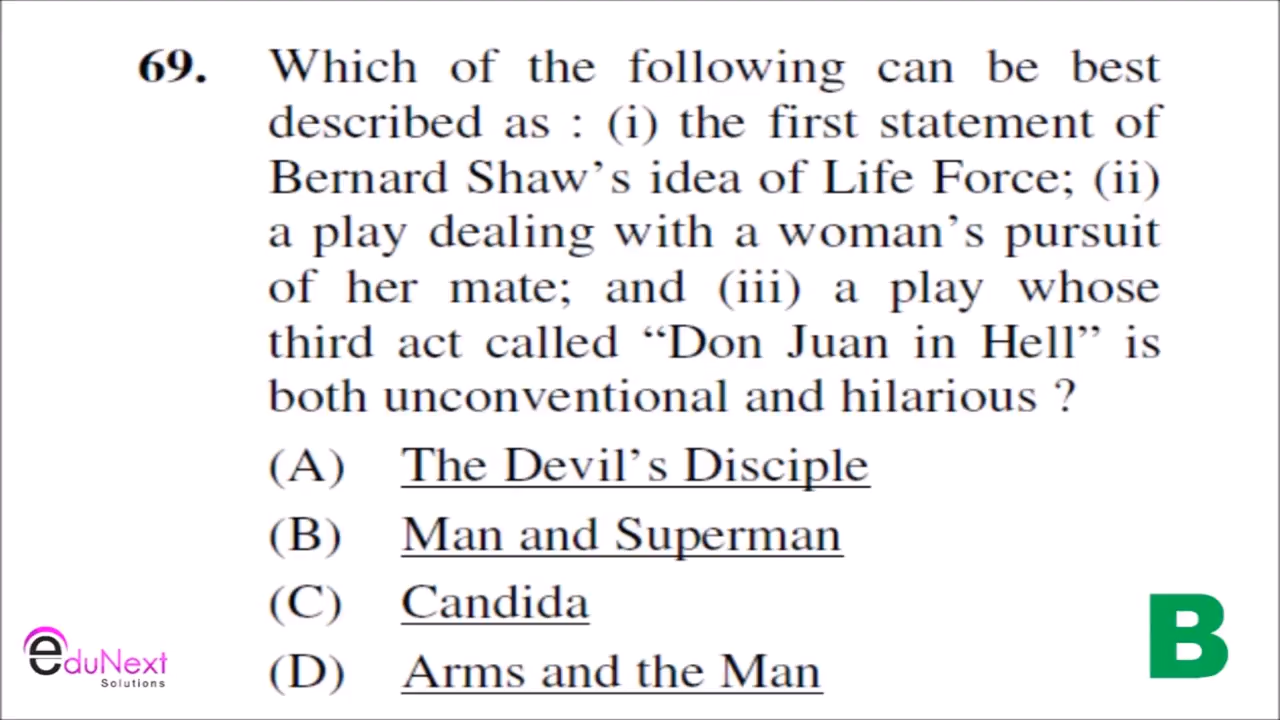 69. Which of the following can be best
described as : (i) the first statement of
Bernard Shaw’s idea of Life Force; (ii)
a play dealing with a woman’s pursuit
of her mate; and (iii) a play whose
third act called “Don Juan in Hell” is
both unconventional and hilarious ?
(A) The Devil’s Disciple
(B) Man and Superman
(C) Candida
(D) Arms and the Man
eduNext
Solutions
B